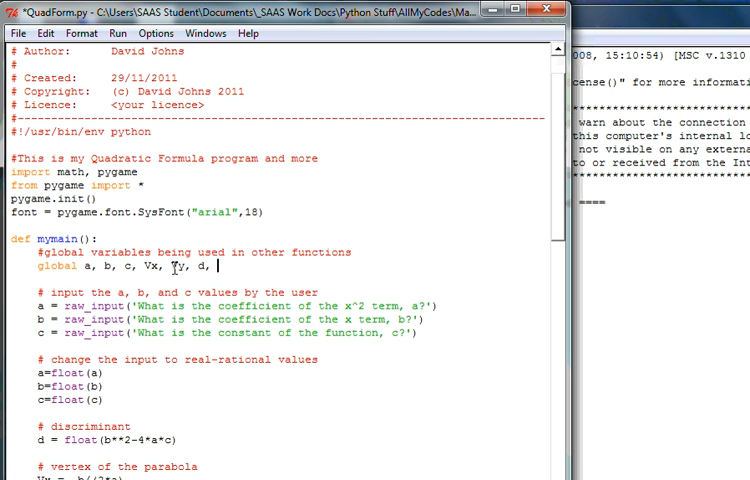 *QuadForm.py - C:\Users\SAAS Student\Documents\_SAAS Work Docs\Python Stuff\AllMyCodes\Ma...
File Edit Format Run Options Windows Help
# Author: David Johns
#
# Created: 29/11/2011
# Copyright: (c) David Johns 2011
# Licence: <your licence>
#-------------------------------------------------------------------------------
#!/usr/bin/env python
#This is my Quadratic Formula program and more
import math, pygame
from pygame import *
pygame.init()
font = pygame.font.SysFont("arial",18)
def mymain():
#global variables being used in other functions
global a, b, c, Vx, Vy, d,
# input the a, b, and c values by the user
a = raw_input('What is the coefficient of the x^2 term, a?')
b = raw_input('What is the coefficient of the x term, b?')
c = raw_input('What is the constant of the function, c?')
# change the input to real-rational values
a=float(a)
b=float(b)
c=float(c)
# discriminant
d = float(b**2-4*a*c)
# vertex of the parabola
Vx = -b/(2*a)
008, 15:10:54) [MSC v.1310
cense()" for more informati
****************************
warn about the connection
this computer's internal lo
not visible on any externa
to or received from the Int
****************************
====